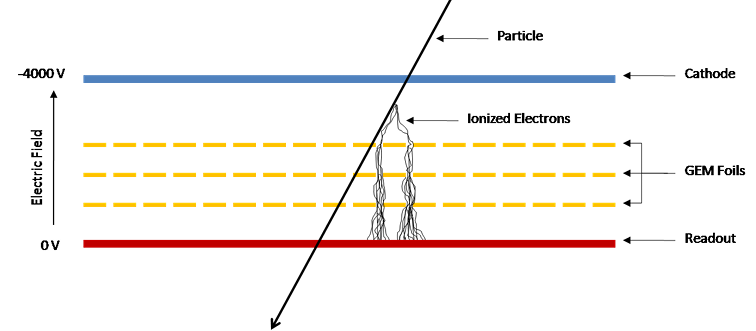 Particle
-4000 V
Cathode
Ionized Electrons
Electric Field
GEM Foils
Readout
0 V